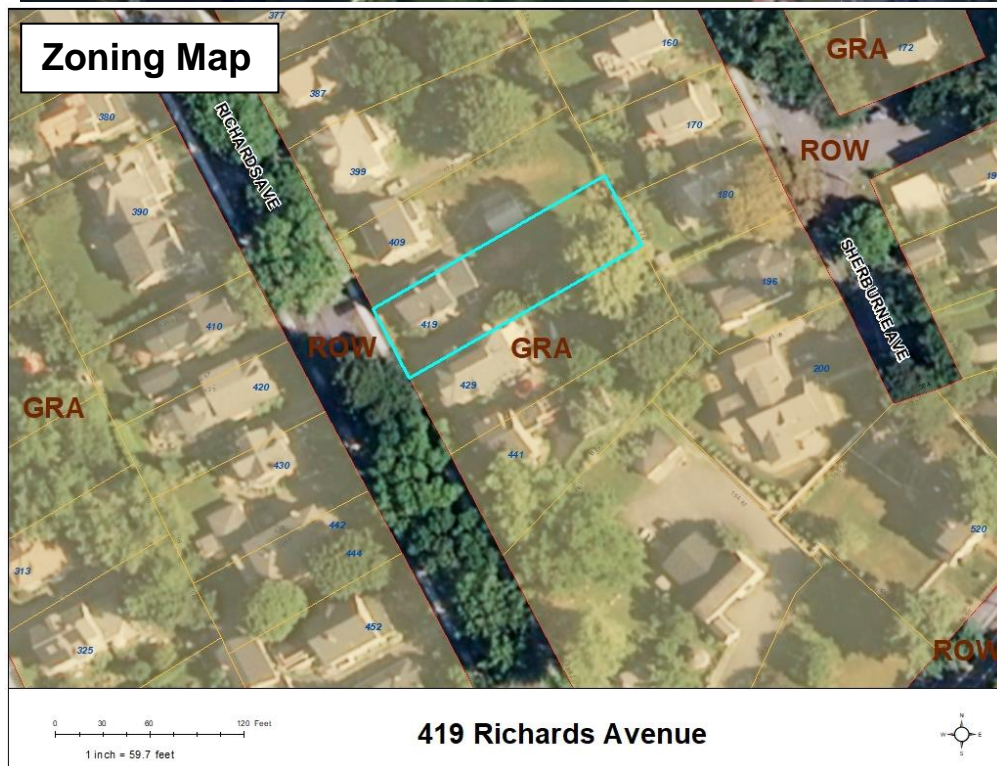 Zoning Map
377
160
GRA
172
387
380
RICHARDS AVE
170
ROW
399
390
180
409
SHERBURNE AVE
196
419
410
ROW
GRA
429
200
420
GRA
441
430
442
444
520
313
452
325
ROW
0 30 60 120 Feet
1 inch = 59.7 feet
419 Richards Avenue
N
W E
S